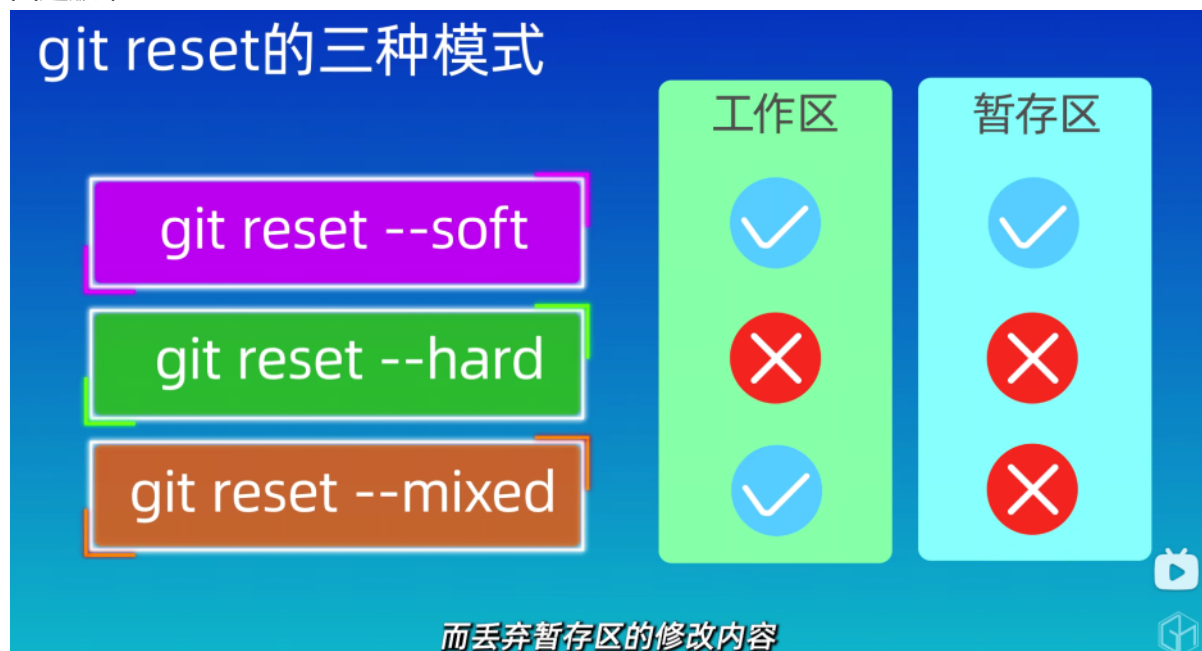 git reset的三种模式
工作区
暂存区
git reset --soft
git reset --hard
git reset --mixed
而丢弃暂存区的修改内容